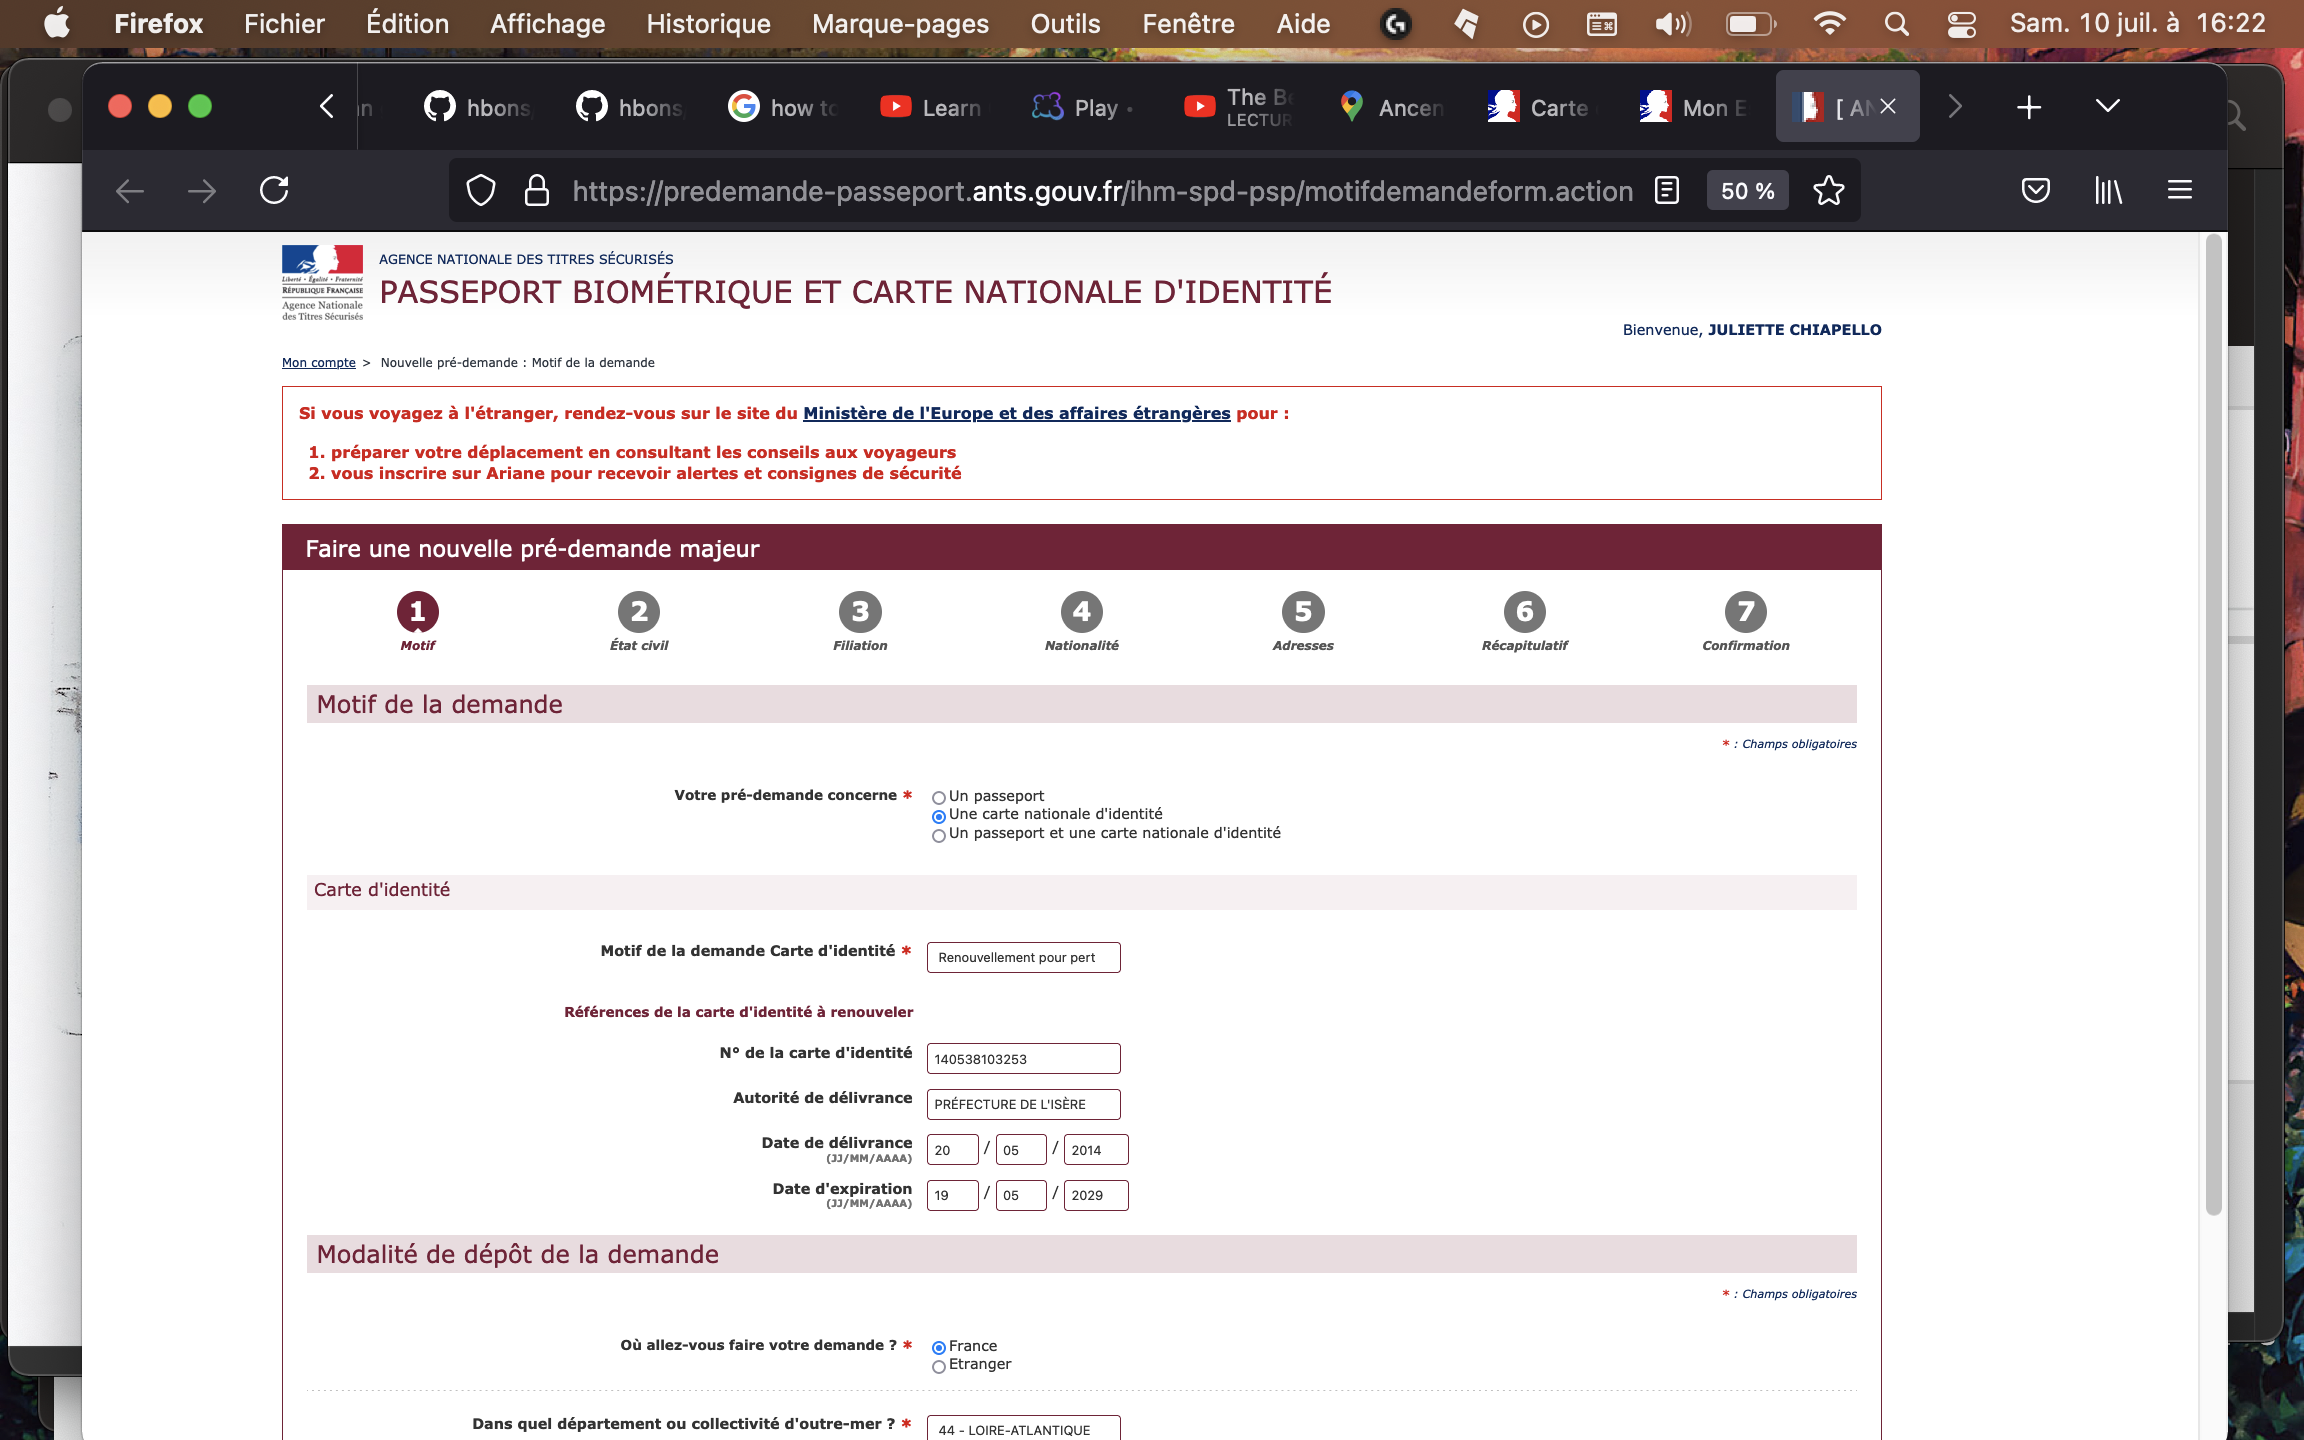 Firefox Fichier Édition Affichage Historique Marque-pages Outils Fenêtre Aide Sam. 10 juil. à 16:22
hbons hbons how to Learn Play • The Be Ancen Carte Mon E [ AN
LECTUR
https://predemande-passeport.ants.gouv.fr/ihm-spd-psp/motifdemandeform.action 50 %
Liberté • Égalité • Fraternité
RÉPUBLIQUE FRANÇAISE
Agence Nationale
des Titres Sécurisés
AGENCE NATIONALE DES TITRES SÉCURISÉS
PASSEPORT BIOMÉTRIQUE ET CARTE NATIONALE D'IDENTITÉ
Bienvenue, JULIETTE CHIAPELLO
Mon compte > Nouvelle pré-demande : Motif de la demande
Si vous voyagez à l'étranger, rendez-vous sur le site du Ministère de l'Europe et des affaires étrangères pour :
1. préparer votre déplacement en consultant les conseils aux voyageurs
2. vous inscrire sur Ariane pour recevoir alertes et consignes de sécurité
Faire une nouvelle pré-demande majeur
1 2 3 4 5 6 7
Motif État civil Filiation Nationalité Adresses Récapitulatif Confirmation
Motif de la demande
* : Champs obligatoires
Votre pré-demande concerne * Un passeport
Une carte nationale d'identité
Un passeport et une carte nationale d'identité
Carte d'identité
Motif de la demande Carte d'identité * Renouvellement pour pert
Références de la carte d'identité à renouveler
N° de la carte d'identité 140538103253
Autorité de délivrance PRÉFECTURE DE L'ISÈRE
Date de délivrance 20 / 05 / 2014
(JJ/MM/AAAA)
Date d'expiration 19 / 05 / 2029
(JJ/MM/AAAA)
Modalité de dépôt de la demande
* : Champs obligatoires
Où allez-vous faire votre demande ? * France
Etranger
Dans quel département ou collectivité d'outre-mer ? * 44 - LOIRE-ATLANTIQUE